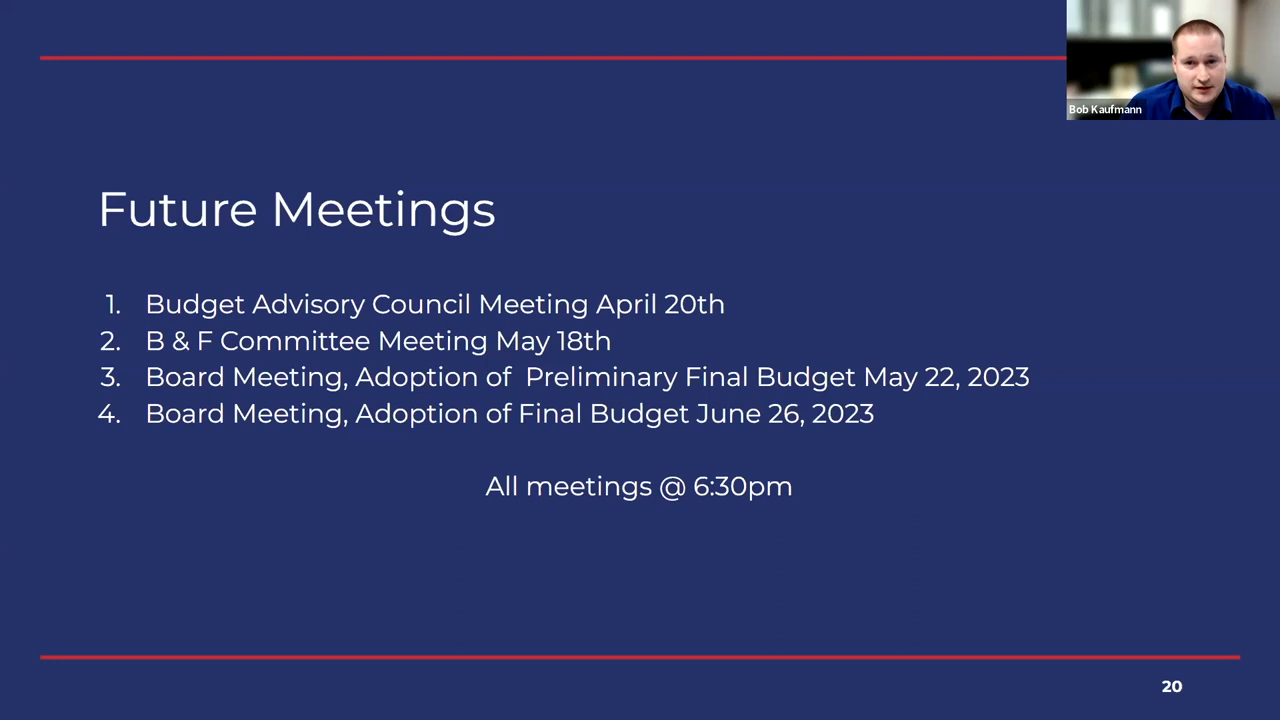 Bob Kaufmann
Future Meetings
1. Budget Advisory Council Meeting April 20th
2. B & F Committee Meeting May 18th
3. Board Meeting, Adoption of  Preliminary Final Budget May 22, 2023
4. Board Meeting, Adoption of Final Budget June 26, 2023
All meetings @ 6:30pm
20